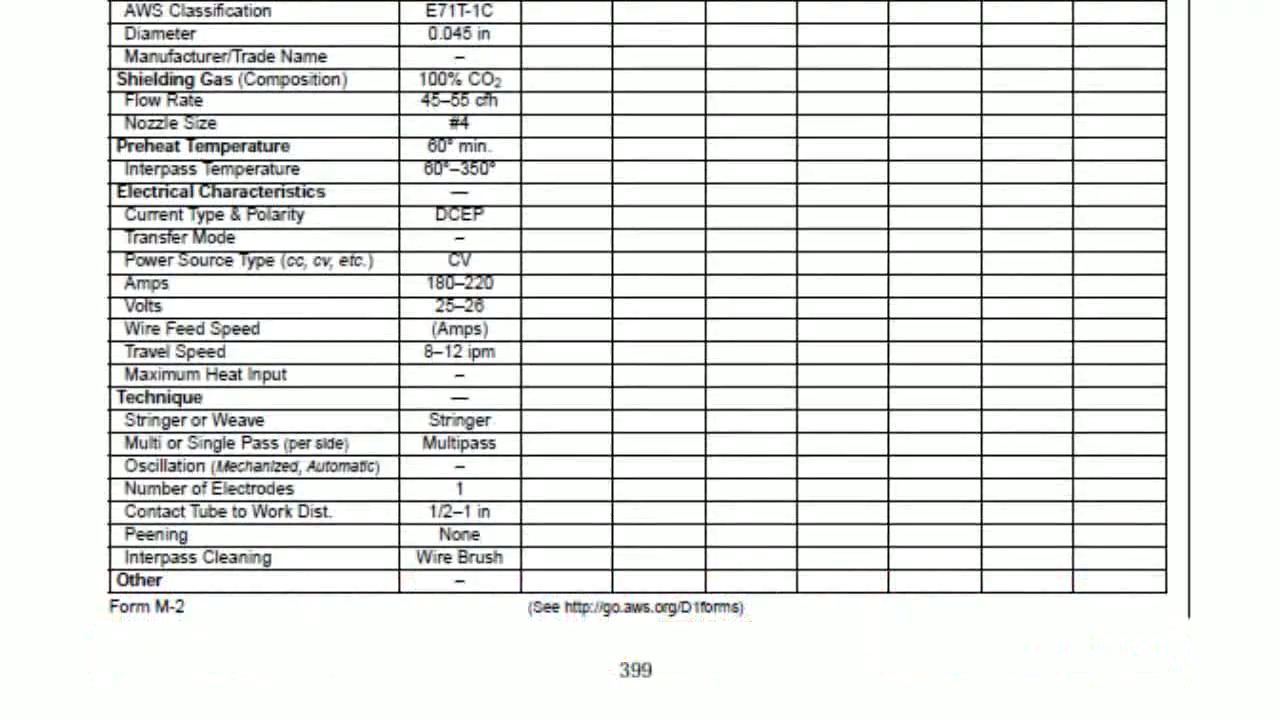 AWS Classification E71T-1C
Diameter 0.045 in
Manufacturer/Trade Name –
Shielding Gas (Composition) 100% CO₂
Flow Rate 45–55 cfh
Nozzle Size #4
Preheat Temperature 60° min.
Interpass Temperature 60°–350°
Electrical Characteristics —
Current Type & Polarity DCEP
Transfer Mode –
Power Source Type (cc, cv, etc.) CV
Amps 180–220
Volts 25–26
Wire Feed Speed (Amps)
Travel Speed 8–12 ipm
Maximum Heat Input –
Technique —
Stringer or Weave Stringer
Multi or Single Pass (per side) Multipass
Oscillation (Mechanized, Automatic) –
Number of Electrodes 1
Contact Tube to Work Dist. 1/2–1 in
Peening None
Interpass Cleaning Wire Brush
Other –
Form M-2 (See http://go.aws.org/D1forms)
399